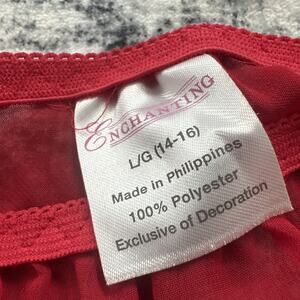 ENCHANTING
L/G (14-16)
Made in Philippines
100% Polyester
Exclusive of Decoration